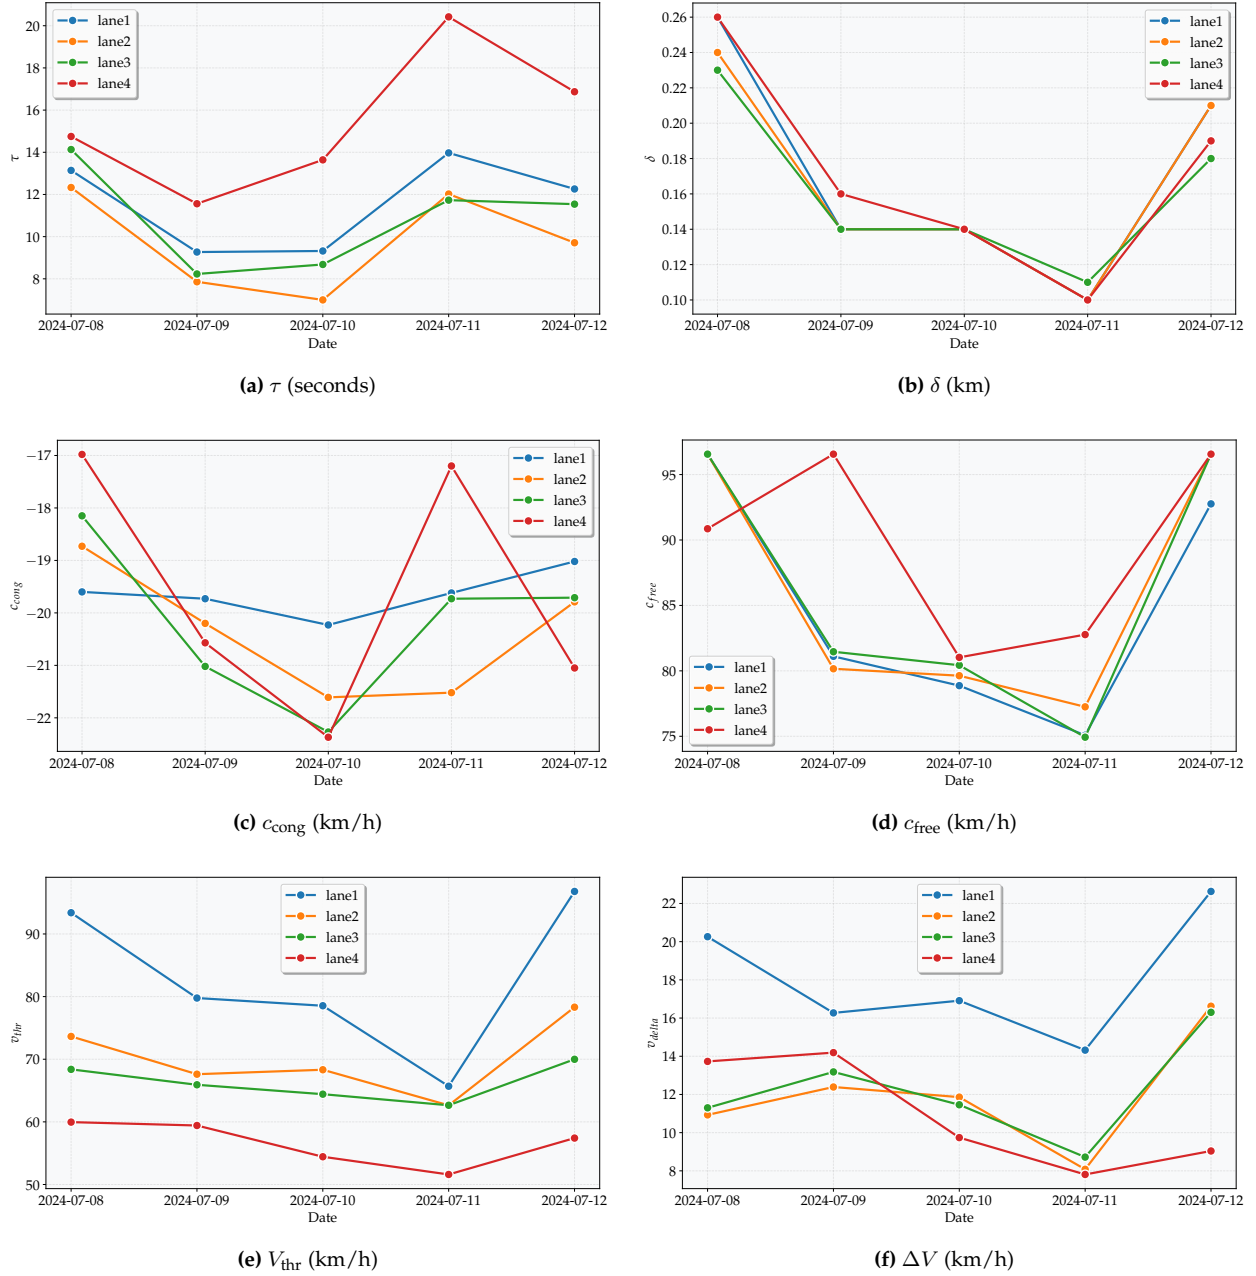 20
18
16
14
12
10
8
τ
lane1
lane2
lane3
lane4
2024-07-08 2024-07-09 2024-07-10 2024-07-11 2024-07-12
Date
(a) τ (seconds)
0.26
0.24
0.22
0.20
0.18
0.16
0.14
0.12
0.10
δ
lane1
lane2
lane3
lane4
2024-07-08 2024-07-09 2024-07-10 2024-07-11 2024-07-12
Date
(b) δ (km)
−17
−18
−19
−20
−21
−22
c_cong
lane1
lane2
lane3
lane4
2024-07-08 2024-07-09 2024-07-10 2024-07-11 2024-07-12
Date
(c) c_cong (km/h)
95
90
85
80
75
c_free
lane1
lane2
lane3
lane4
2024-07-08 2024-07-09 2024-07-10 2024-07-11 2024-07-12
Date
(d) c_free (km/h)
90
80
70
60
50
v_thr
lane1
lane2
lane3
lane4
2024-07-08 2024-07-09 2024-07-10 2024-07-11 2024-07-12
Date
(e) V_thr (km/h)
22
20
18
16
14
12
10
8
v_delta
lane1
lane2
lane3
lane4
2024-07-08 2024-07-09 2024-07-10 2024-07-11 2024-07-12
Date
(f) ΔV (km/h)